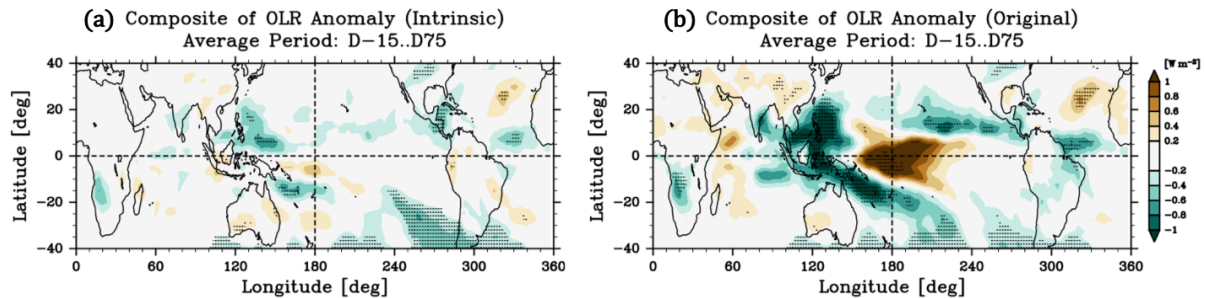 (a) Composite of OLR Anomaly (Intrinsic)
Average Period: D−15..D75
40
20
0
−20
−40
Latitude [deg]
0 60 120 180 240 300 360
Longitude [deg]
(b) Composite of OLR Anomaly (Original)
Average Period: D−15..D75
40
20
0
−20
−40
Latitude [deg]
0 60 120 180 240 300 360
Longitude [deg]
[W m−2]
1
0.8
0.6
0.4
0.2
−0.2
−0.4
−0.6
−0.8
−1